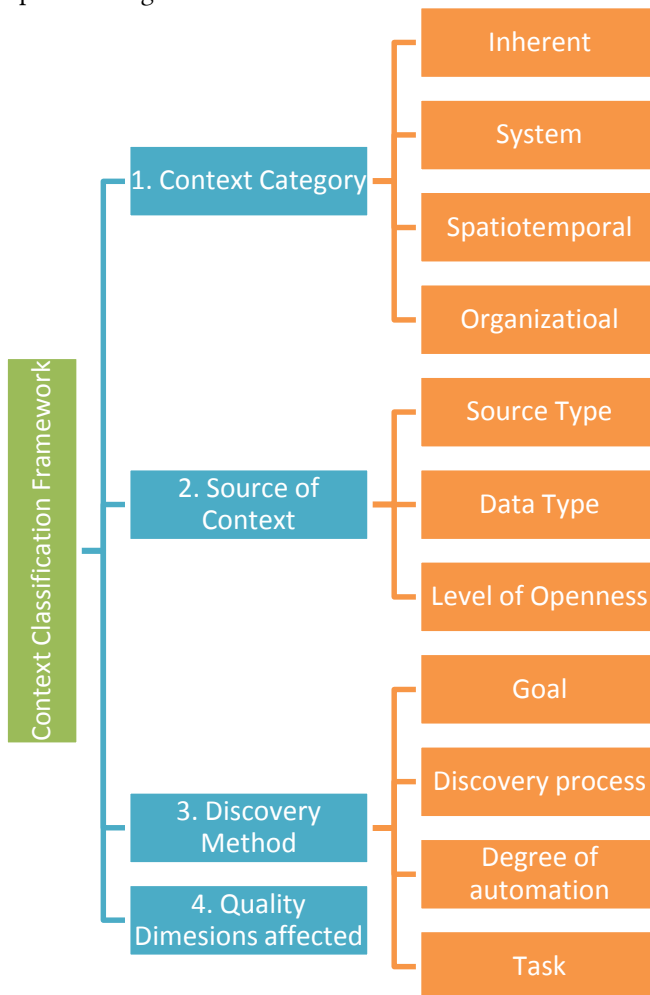 Context Classification Framework
1. Context Category
Inherent
System
Spatiotemporal
Organizatioal
2. Source of
Context
Source Type
Data Type
Level of Openness
3. Discovery
Method
Goal
Discovery process
Degree of
automation
Task
4. Quality
Dimesions affected